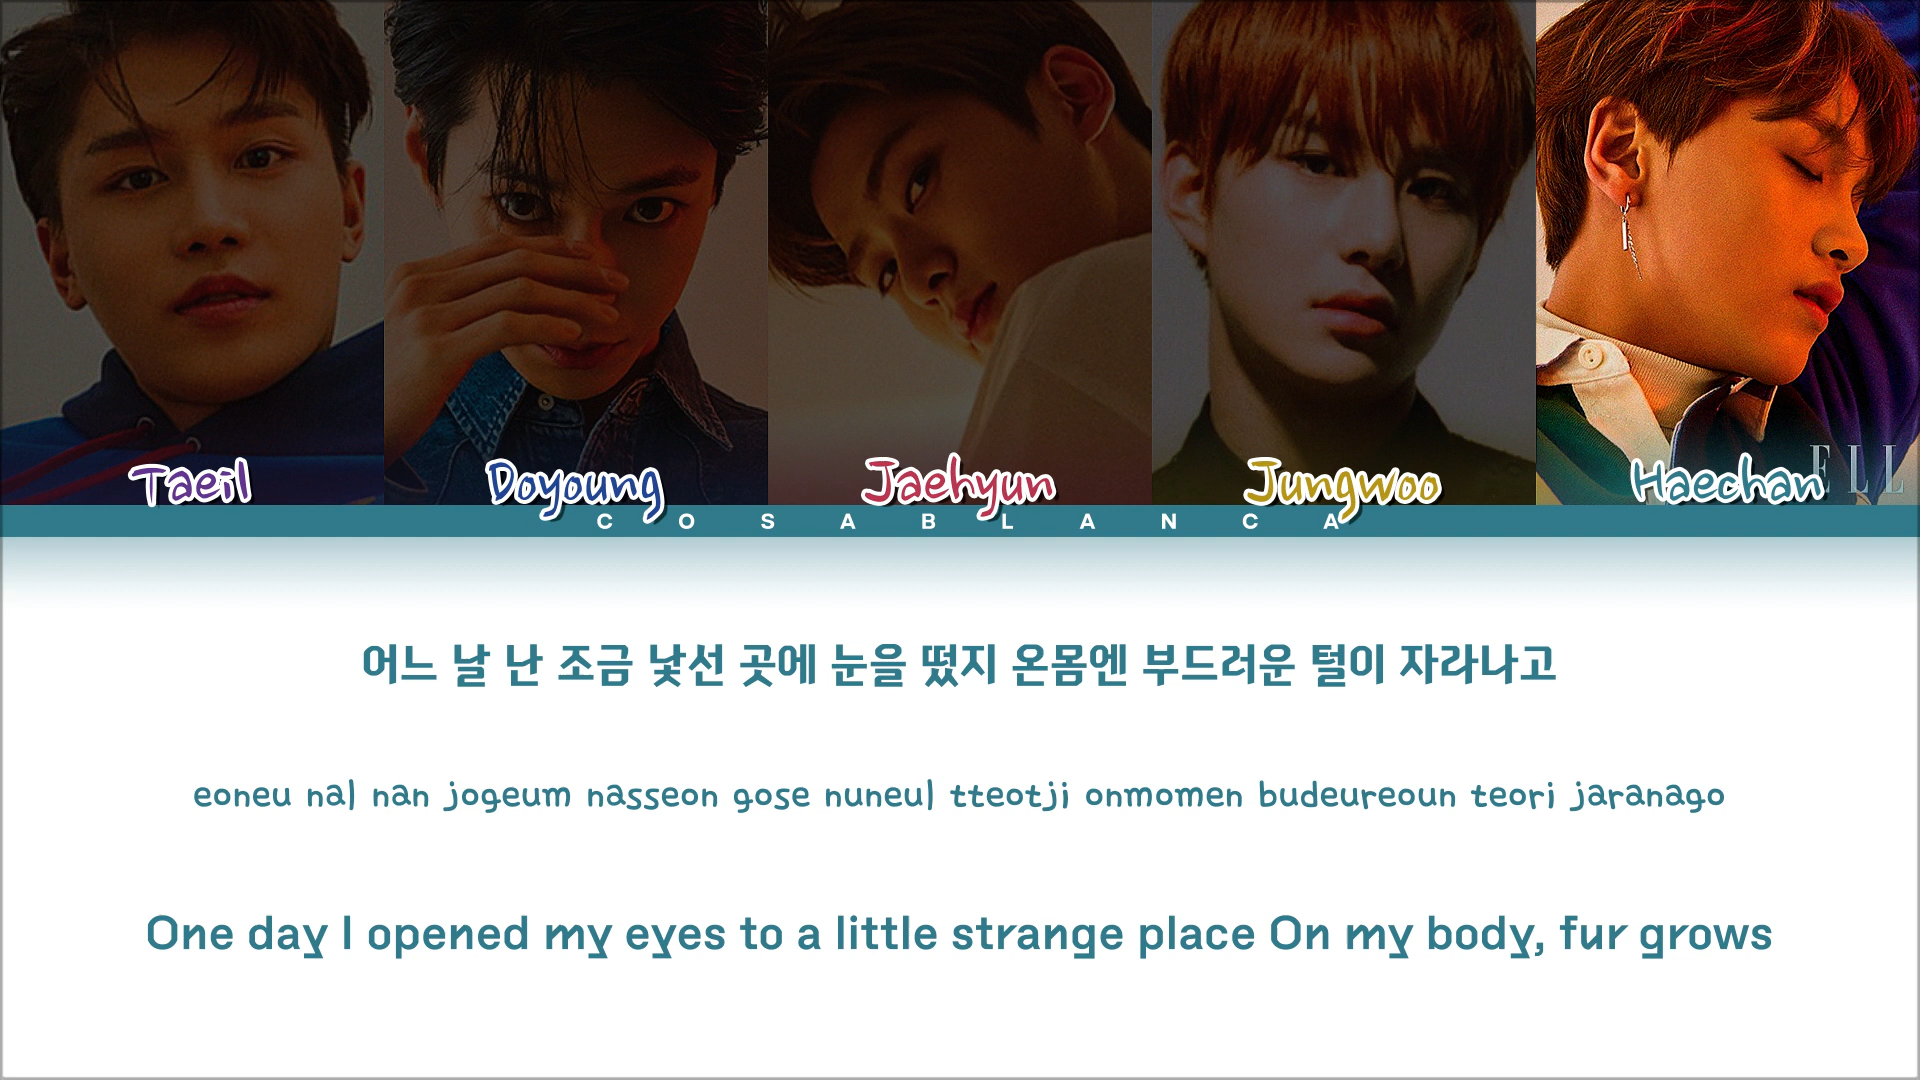 Taeil Doyoung Jaehyun Jungwoo Haechan
ELL
COSABLANCA
어느 날 난 조금 낯선 곳에 눈을 떴지 온몸엔 부드러운 털이 자라나고
eoneu nal nan jogeum nasseon gose nuneul tteotji onmomen budeureoun teori jaranago
One day I opened my eyes to a little strange place On my body, fur grows